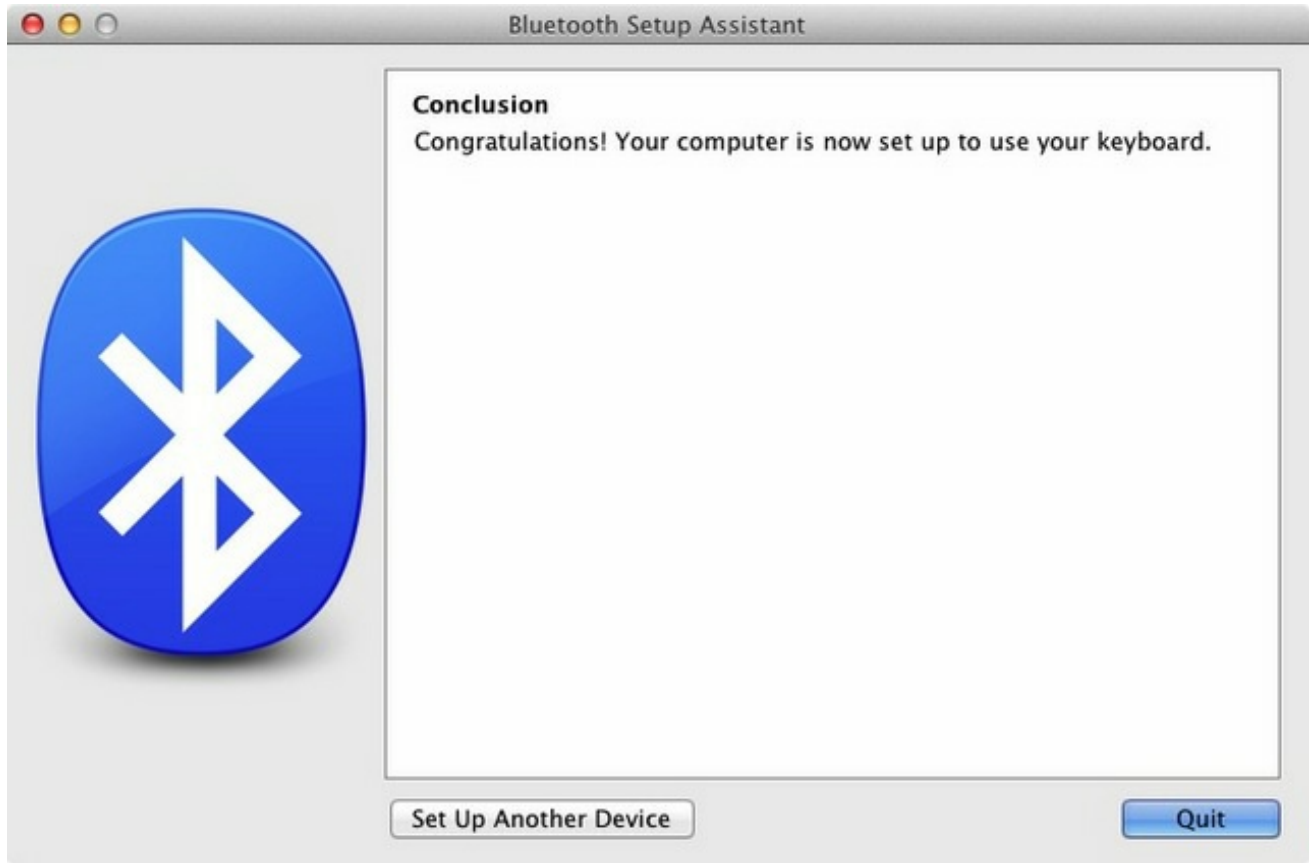 Bluetooth Setup Assistant
Conclusion
Congratulations! Your computer is now set up to use your keyboard.
Set Up Another Device
Quit